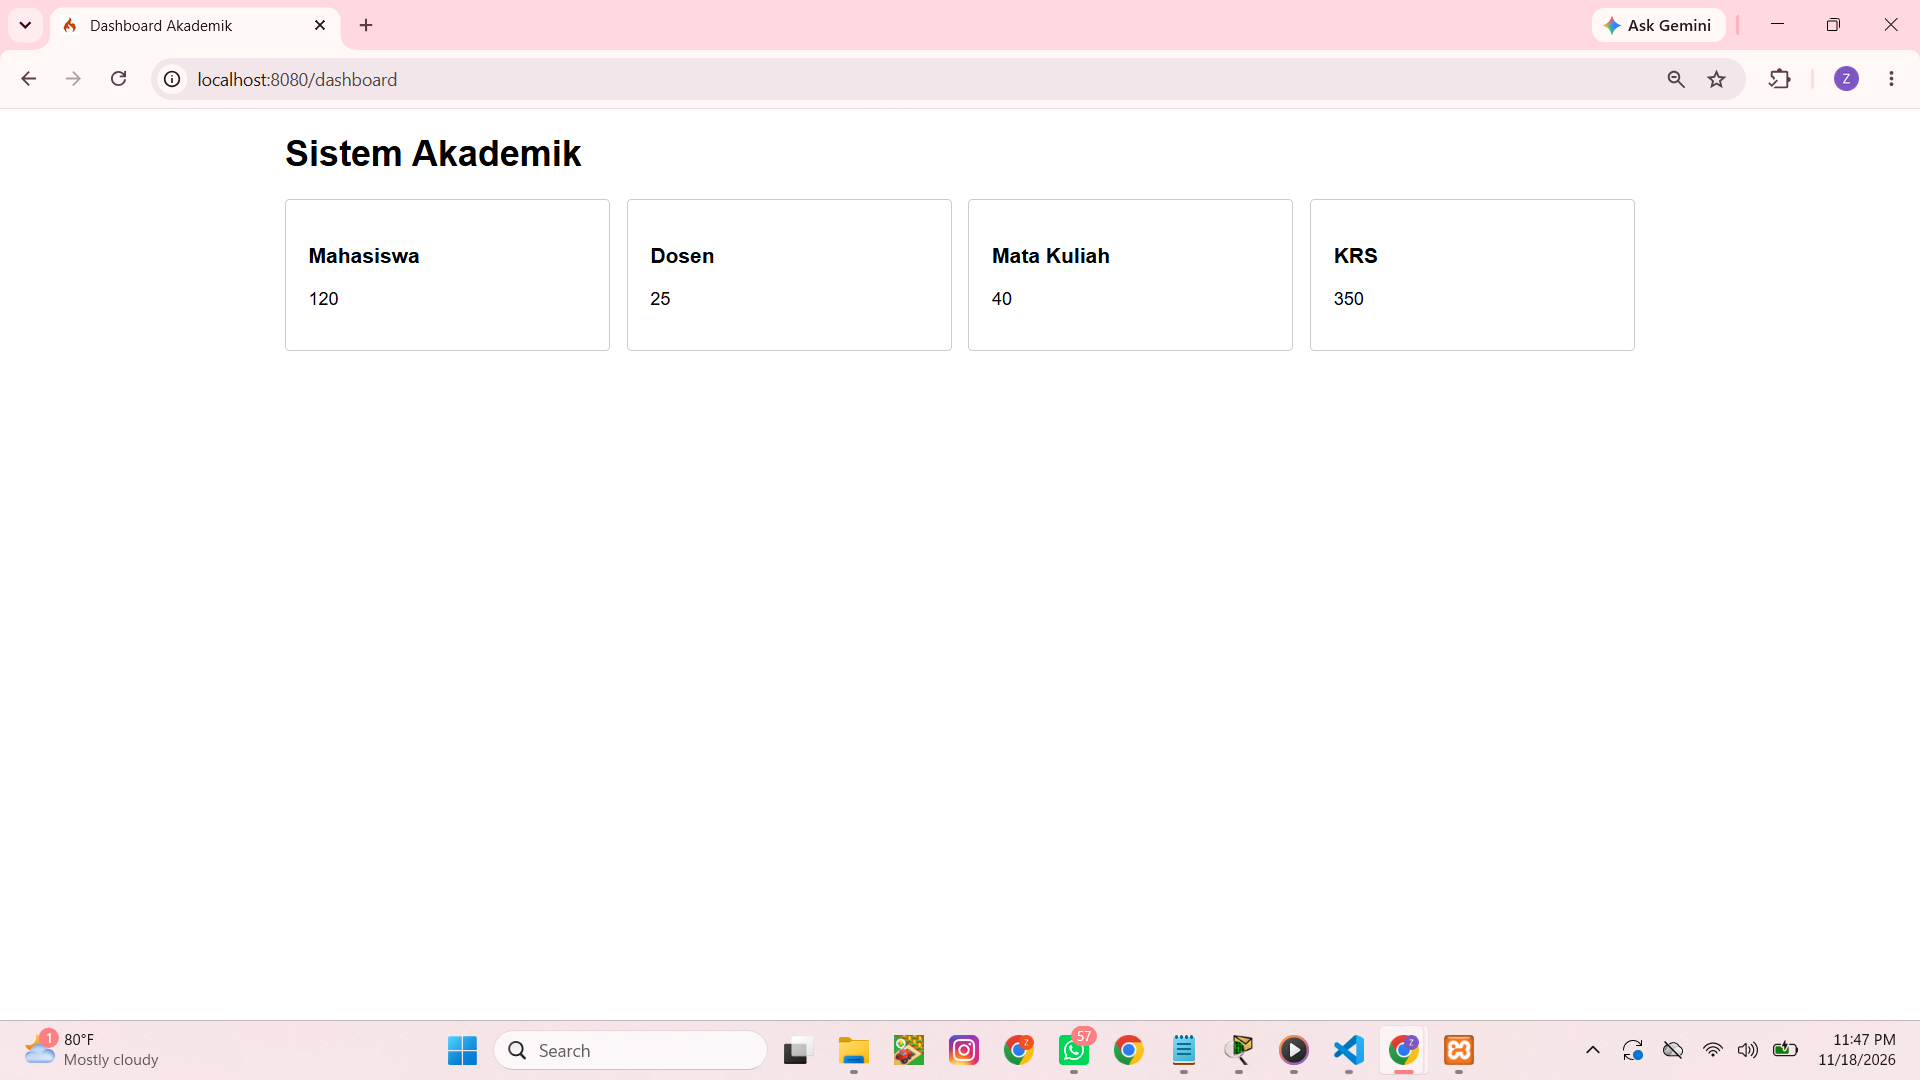 Dashboard Akademik
Ask Gemini
localhost:8080/dashboard
Z
Sistem Akademik
Mahasiswa
120
Dosen
25
Mata Kuliah
40
KRS
350
1
80°F
Mostly cloudy
Search
Z
57
Z
11:47 PM
11/18/2026